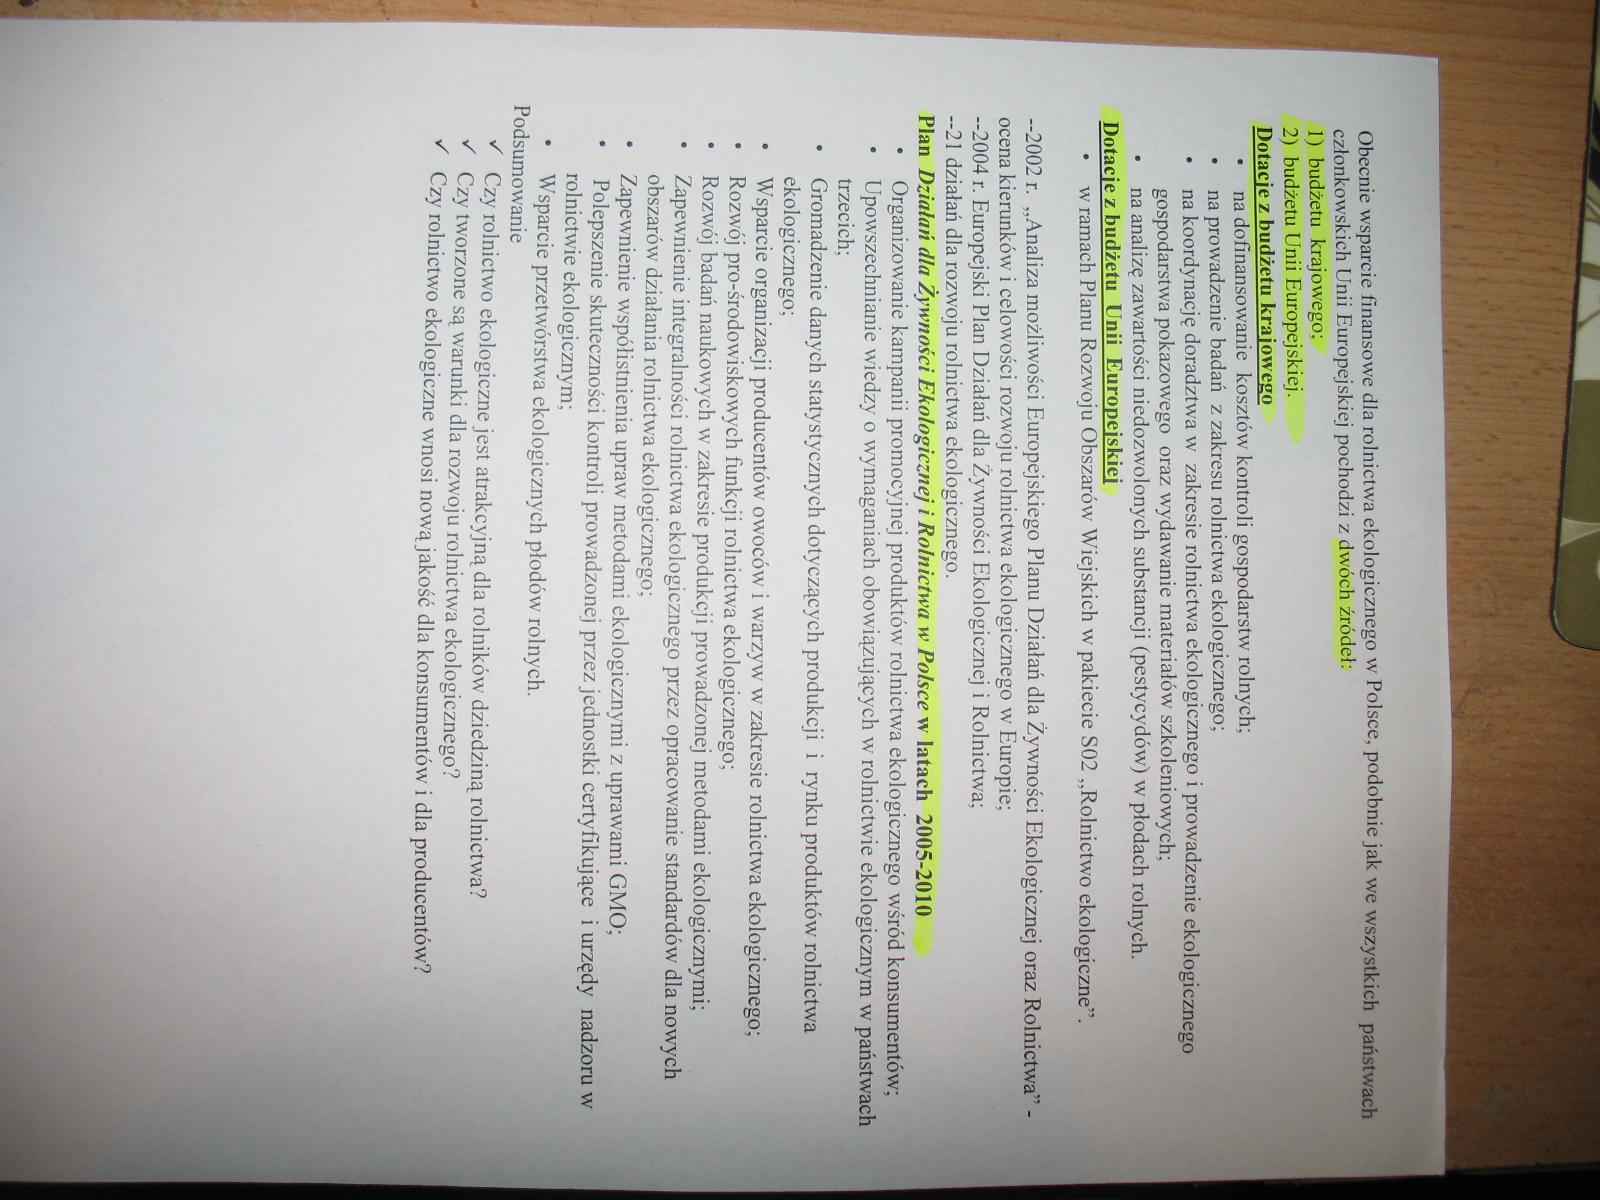 Obecnie wsparcie finansowe dla rolnictwa ekologicznego w Polsce, podobnie jak we wszystkich państwach
członkowskich Unii Europejskiej pochodzi z dwóch źródeł:
1) budżetu krajowego;
2) budżetu Unii Europejskiej.
Dotacje z budżetu krajowego
• na dofinansowanie kosztów kontroli gospodarstw rolnych;
• na prowadzenie badań z zakresu rolnictwa ekologicznego;
• na koordynację doradztwa w zakresie rolnictwa ekologicznego i prowadzenie ekologicznego
gospodarstwa pokazowego oraz wydawanie materiałów szkoleniowych;
• na analizę zawartości niedozwolonych substancji (pestycydów) w płodach rolnych.
Dotacje z budżetu Unii Europejskiej
• w ramach Planu Rozwoju Obszarów Wiejskich w pakiecie S02 ,,Rolnictwo ekologiczne”.
--2002 r. ,,Analiza możliwości Europejskiego Planu Działań dla Żywności Ekologicznej oraz Rolnictwa” -
ocena kierunków i celowości rozwoju rolnictwa ekologicznego w Europie;
--2004 r. Europejski Plan Działań dla Żywności Ekologicznej i Rolnictwa;
--21 działań dla rozwoju rolnictwa ekologicznego.
Plan Działań dla Żywności Ekologicznej i Rolnictwa w Polsce w latach 2005-2010
• Organizowanie kampanii promocyjnej produktów rolnictwa ekologicznego wśród konsumentów;
• Upowszechnianie wiedzy o wymaganiach obowiązujących w rolnictwie ekologicznym w państwach
trzecich;
• Gromadzenie danych statystycznych dotyczących produkcji i rynku produktów rolnictwa
ekologicznego;
• Wsparcie organizacji producentów owoców i warzyw w zakresie rolnictwa ekologicznego;
• Rozwój pro-środowiskowych funkcji rolnictwa ekologicznego;
• Rozwój badań naukowych w zakresie produkcji prowadzonej metodami ekologicznymi;
• Zapewnienie integralności rolnictwa ekologicznego przez opracowanie standardów dla nowych
obszarów działania rolnictwa ekologicznego;
• Zapewnienie współistnienia upraw metodami ekologicznymi z uprawami GMO;
• Polepszenie skuteczności kontroli prowadzonej przez jednostki certyfikujące i urzędy nadzoru w
rolnictwie ekologicznym;
• Wsparcie przetwórstwa ekologicznych płodów rolnych.
Podsumowanie
✓ Czy rolnictwo ekologiczne jest atrakcyjną dla rolników dziedziną rolnictwa?
✓ Czy tworzone są warunki dla rozwoju rolnictwa ekologicznego?
✓ Czy rolnictwo ekologiczne wnosi nową jakość dla konsumentów i dla producentów?